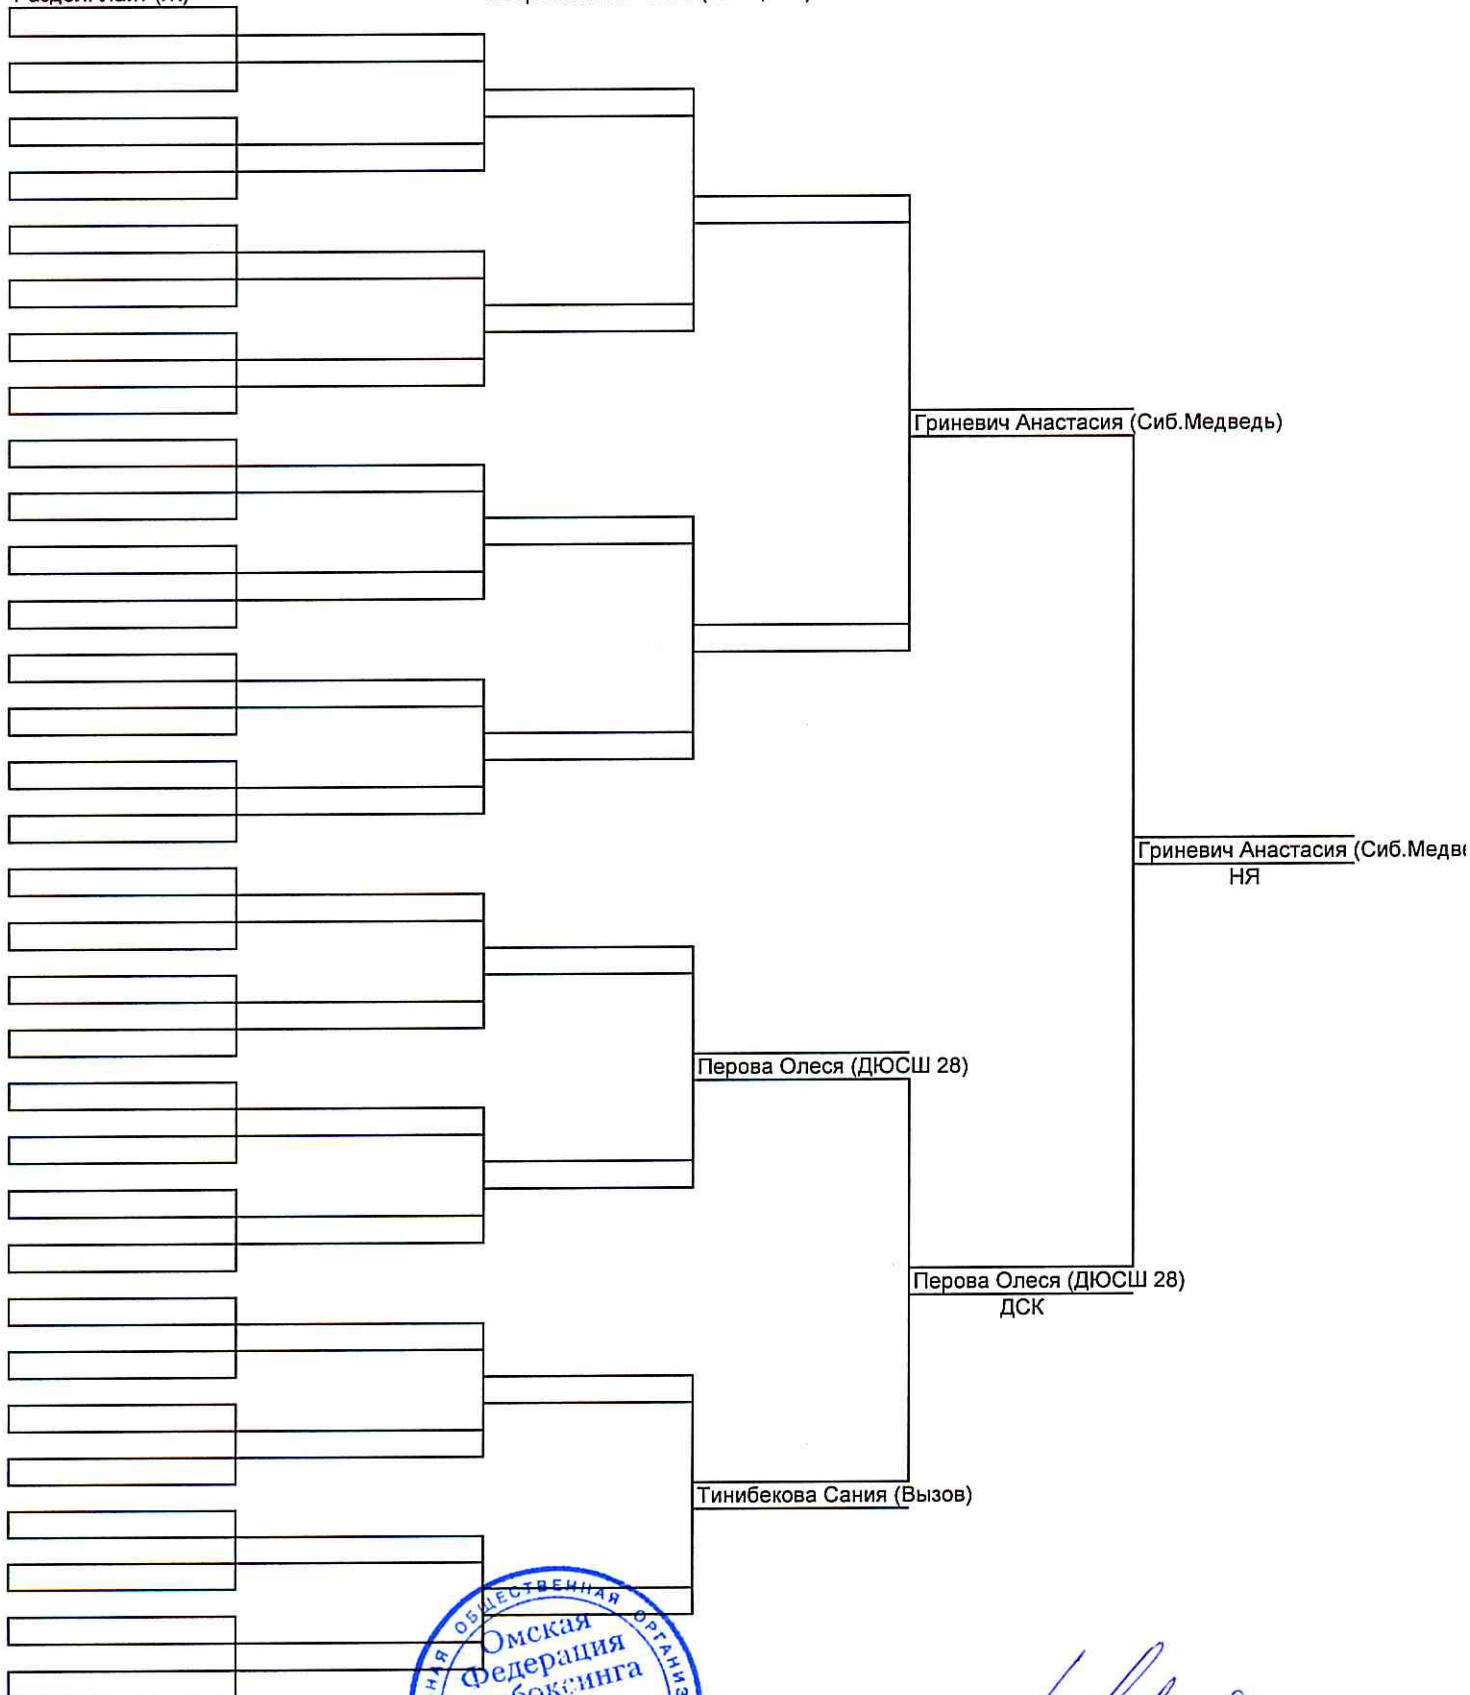 Гриневич Анастасия (Сиб.Медведь)
Гриневич Анастасия (Сиб.Медве
НЯ
Перова Олеся (ДЮСШ 28)
Перова Олеся (ДЮСШ 28)
ДСК
Тинибекова Сания (Вызов)
ОБЩЕСТВЕННАЯ
Омская
Федерация